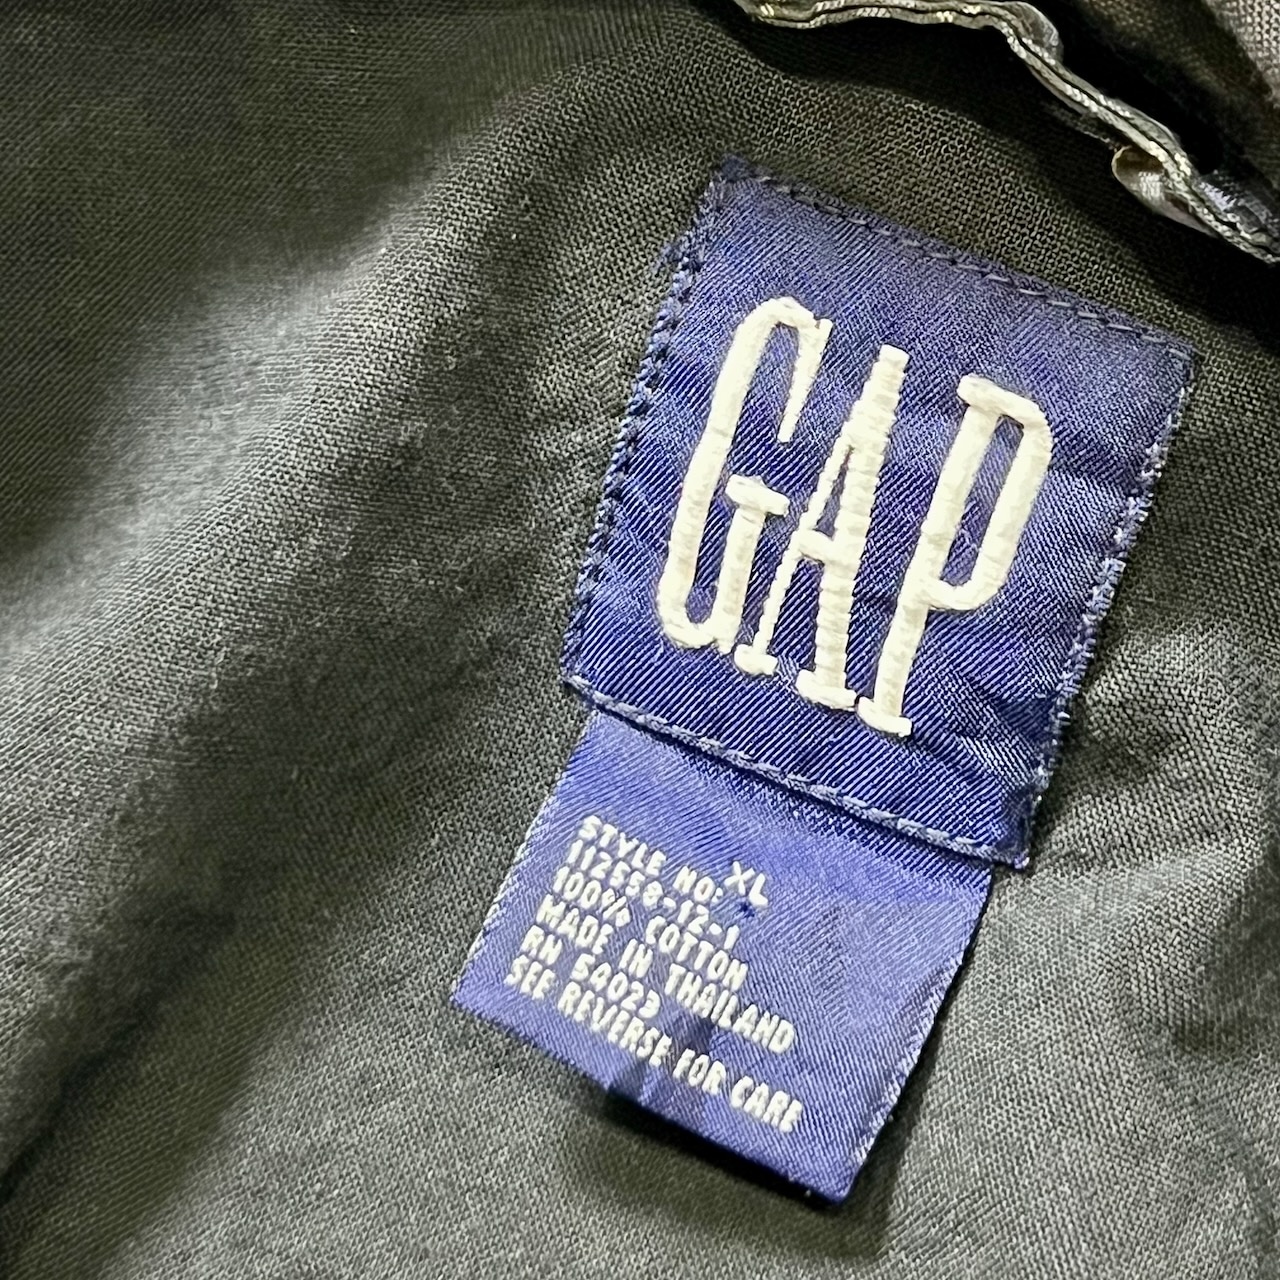 GAP
XL
STYLE NO:
112558-12-1
100% COTTON
MADE IN THAILAND
RN 54023
SEE REVERSE FOR CARE